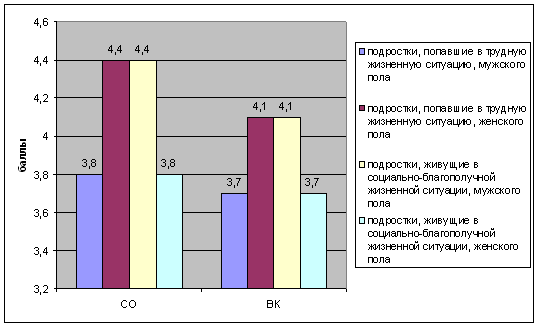 4,6
4,4
4,2
4
3,8
3,6
3,4
3,2
баллы
3,8
4,4
4,4
3,8
3,7
4,1
4,1
3,7
СО
ВК
подростки, попавшие в трудную
жизненную ситуацию, мужского
пола
подростки, попавшие в трудную
жизненную ситуацию, женского
пола
подростки, живущие в
социально-благополучной
жизненной ситуации, мужского
пола
подростки, живущие в
социально-благополучной
жизненной ситуации, женского
пола